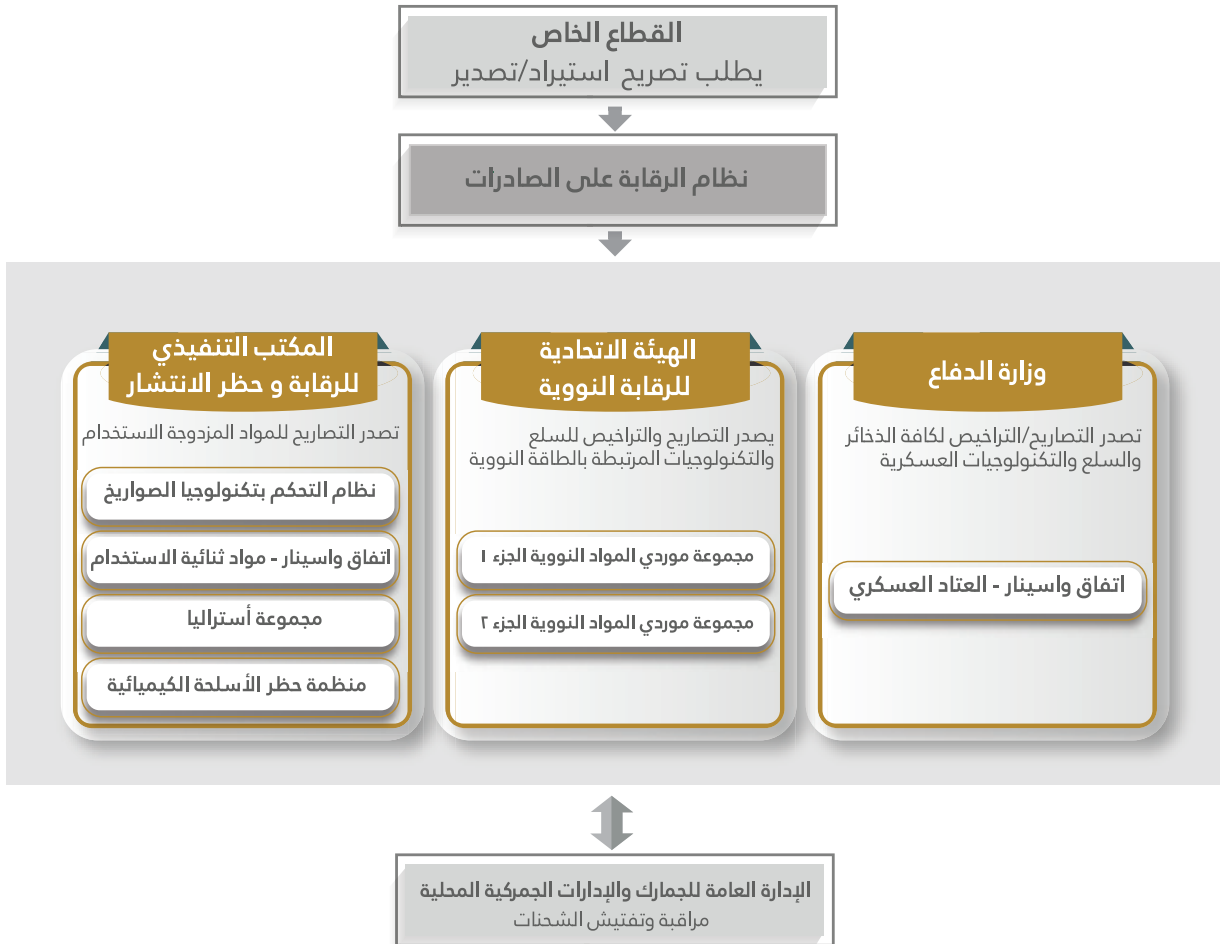 القطاع الخاص
يطلب تصريح استيراد/تصدير
نظام الرقابة على الصادرات
وزارة الدفاع
تصدر التصاريح/التراخيص لكافة الذخائر
والسلع والتكنولوجيات العسكرية
اتفاق واسينار - العتاد العسكري
الهيئة الاتحادية
للرقابة النووية
يصدر التصاريح والتراخيص للسلع
والتكنولوجيات المرتبطة بالطاقة النووية
مجموعة موردي المواد النووية الجزء ١
مجموعة موردي المواد النووية الجزء ٢
المكتب التنفيذي
للرقابة و حظر الانتشار
تصدر التصاريح للمواد المزدوجة الاستخدام
نظام التحكم بتكنولوجيا الصواريخ
اتفاق واسينار - مواد ثنائية الاستخدام
مجموعة أستراليا
منظمة حظر الأسلحة الكيميائية
الإدارة العامة للجمارك والإدارات الجمركية المحلية
مراقبة وتفتيش الشحنات